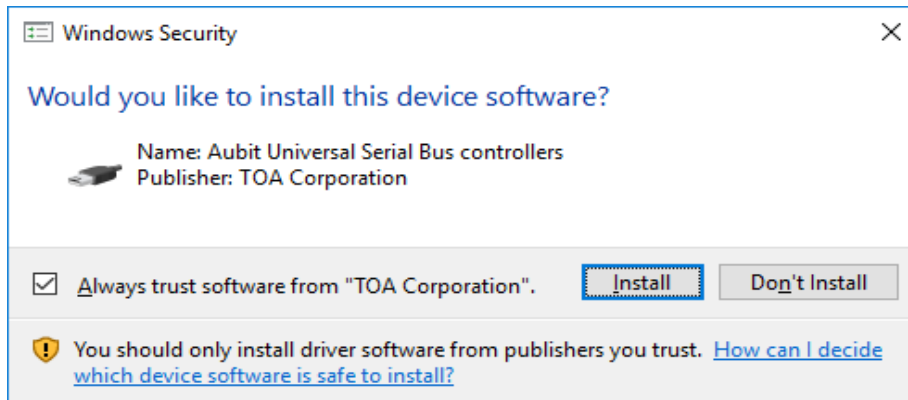 Windows Security
Would you like to install this device software?
Name: Aubit Universal Serial Bus controllers
Publisher: TOA Corporation
Always trust software from "TOA Corporation".
Install
Don't Install
You should only install driver software from publishers you trust. How can I decide
which device software is safe to install?